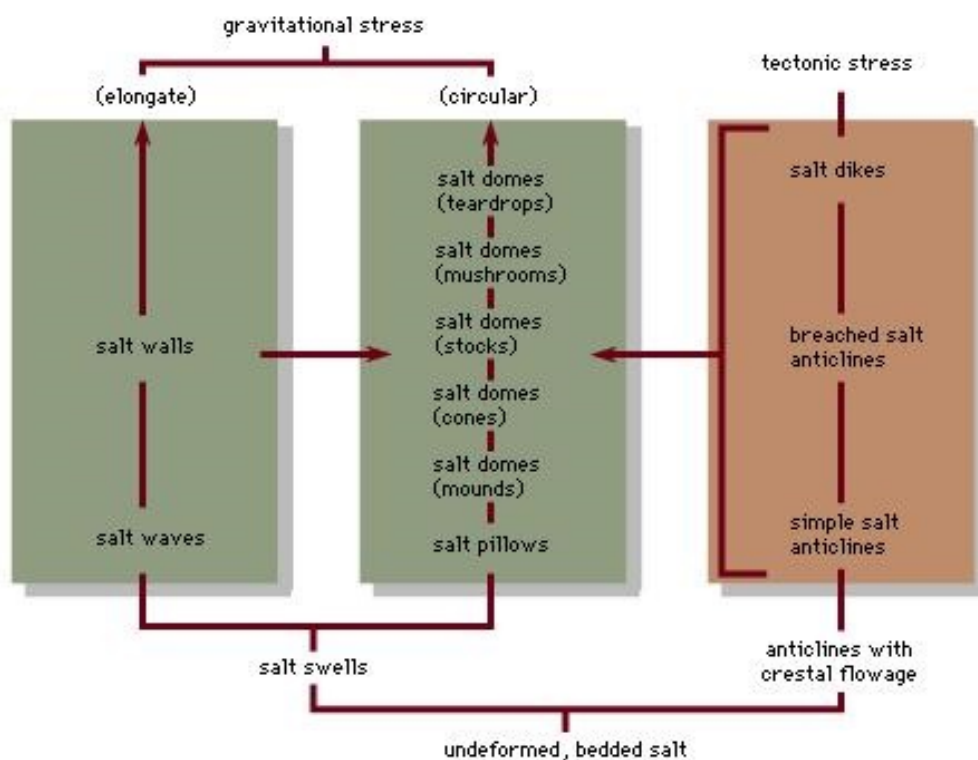 gravitational stress
tectonic stress
(elongate)
(circular)
salt walls
salt waves
salt domes
(teardrops)
salt domes
(mushrooms)
salt domes
(stocks)
salt domes
(cones)
salt domes
(mounds)
salt pillows
salt dikes
breached salt
anticlines
simple salt
anticlines
salt swells
anticlines with
crestal flowage
undeformed, bedded salt